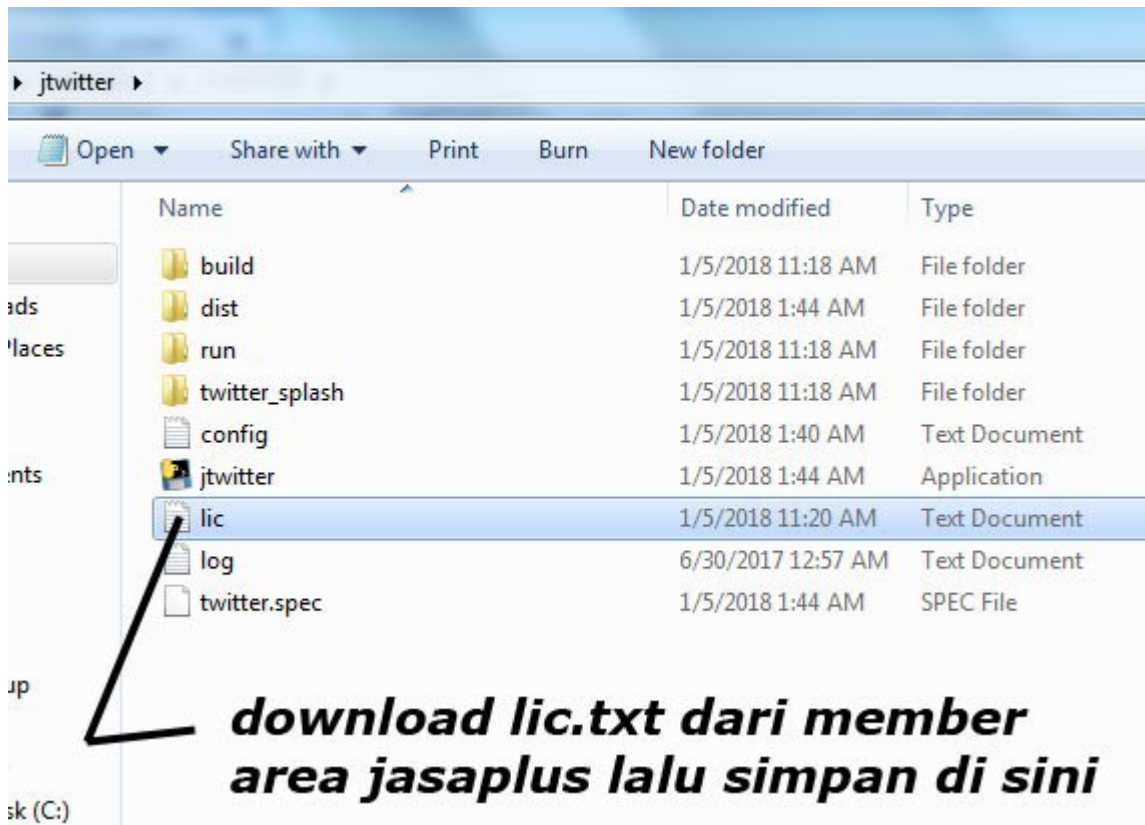 jtwitter
Open Share with Print Burn New folder
Name Date modified Type
build 1/5/2018 11:18 AM File folder
ads dist 1/5/2018 1:44 AM File folder
Places run 1/5/2018 11:18 AM File folder
twitter_splash 1/5/2018 11:18 AM File folder
config 1/5/2018 1:40 AM Text Document
ents jtwitter 1/5/2018 1:44 AM Application
lic 1/5/2018 11:20 AM Text Document
log 6/30/2017 12:57 AM Text Document
twitter.spec 1/5/2018 1:44 AM SPEC File
up
download lic.txt dari member
area jasaplus lalu simpan di sini
sk (C:)